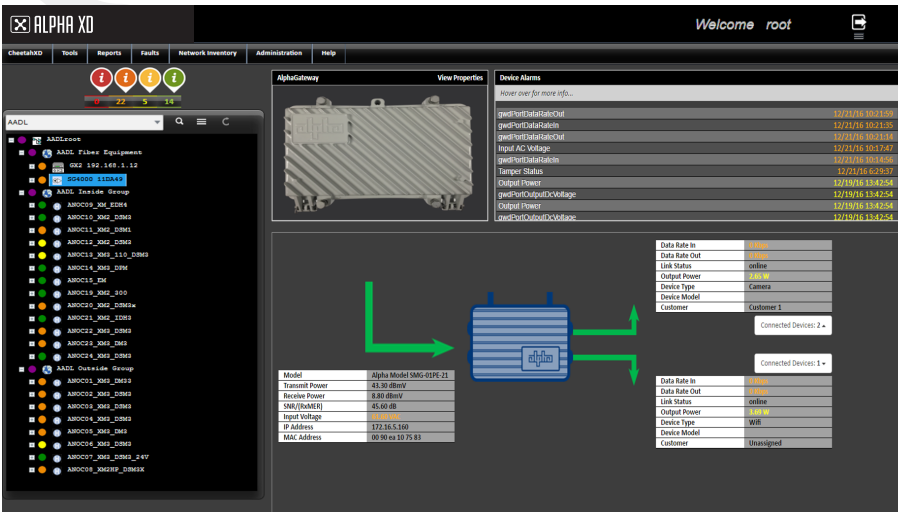 ALPHA XD
Welcome root
CheetahXD Tools Reports Faults Network Inventory Administration Help
i i i i
0 22 5 14
AADL
AADLroot
AADL Fiber Equipment
GX2 192.168.1.12
SG4000 11DA49
AADL Inside Group
ANOC09_XM_EDH4
ANOC10_XM2_DSM3
ANOC11_XM2_DSM1
ANOC12_XM2_DSM3
ANOC13_XM3_110_DSM3
ANOC14_XM3_DPM
ANOC15_EM
ANOC19_XM2_300
ANOC20_XM2_DSM3x
ANOC21_XM2_IDH3
ANOC22_XM3_DSM3
ANOC23_XM3_DM3
ANOC24_XM3_DSM3
AADL Outside Group
ANOC01_XM3_DM33
ANOC02_XM3_DSM3
ANOC03_XM3_DSM3
ANOC04_XM3_DSM3
ANOC05_XM3_DM3
ANOC06_XM3_DSM3
ANOC07_XM3_DSM3_24V
ANOC08_XM2HP_DSM3X
AlphaGateway View Properties
alpha
Device Alarms
Hover over for more info...
gwdPortDataRateOut 12/21/16 10:21:59
gwdPortDataRateIn 12/21/16 10:21:35
gwdPortDataRateOut 12/21/16 10:21:14
Input AC Voltage 12/21/16 10:17:47
gwdPortDataRateIn 12/21/16 10:14:56
Tamper Status 12/21/16 6:29:37
Output Power 12/19/16 13:42:54
gwdPortOutputDcVoltage 12/19/16 13:42:54
Output Power 12/19/16 13:42:54
gwdPortOutputDcVoltage 12/19/16 13:42:54
alpha
Model Alpha Model SMG-01PE-21
Transmit Power 43.30 dBmV
Receive Power 8.80 dBmV
SNR/(RxMER) 45.60 dB
Input Voltage
IP Address 172.16.5.160
MAC Address 00 90 ea 10 75 83
Data Rate In 0 Kbps
Data Rate Out 0 Kbps
Link Status online
Output Power 2.65 W
Device Type Camera
Device Model
Customer Customer 1
Connected Devices: 2
Connected Devices: 1
Data Rate In 0 Kbps
Data Rate Out 0 Kbps
Link Status online
Output Power 3.69 W
Device Type Wifi
Device Model
Customer Unassigned